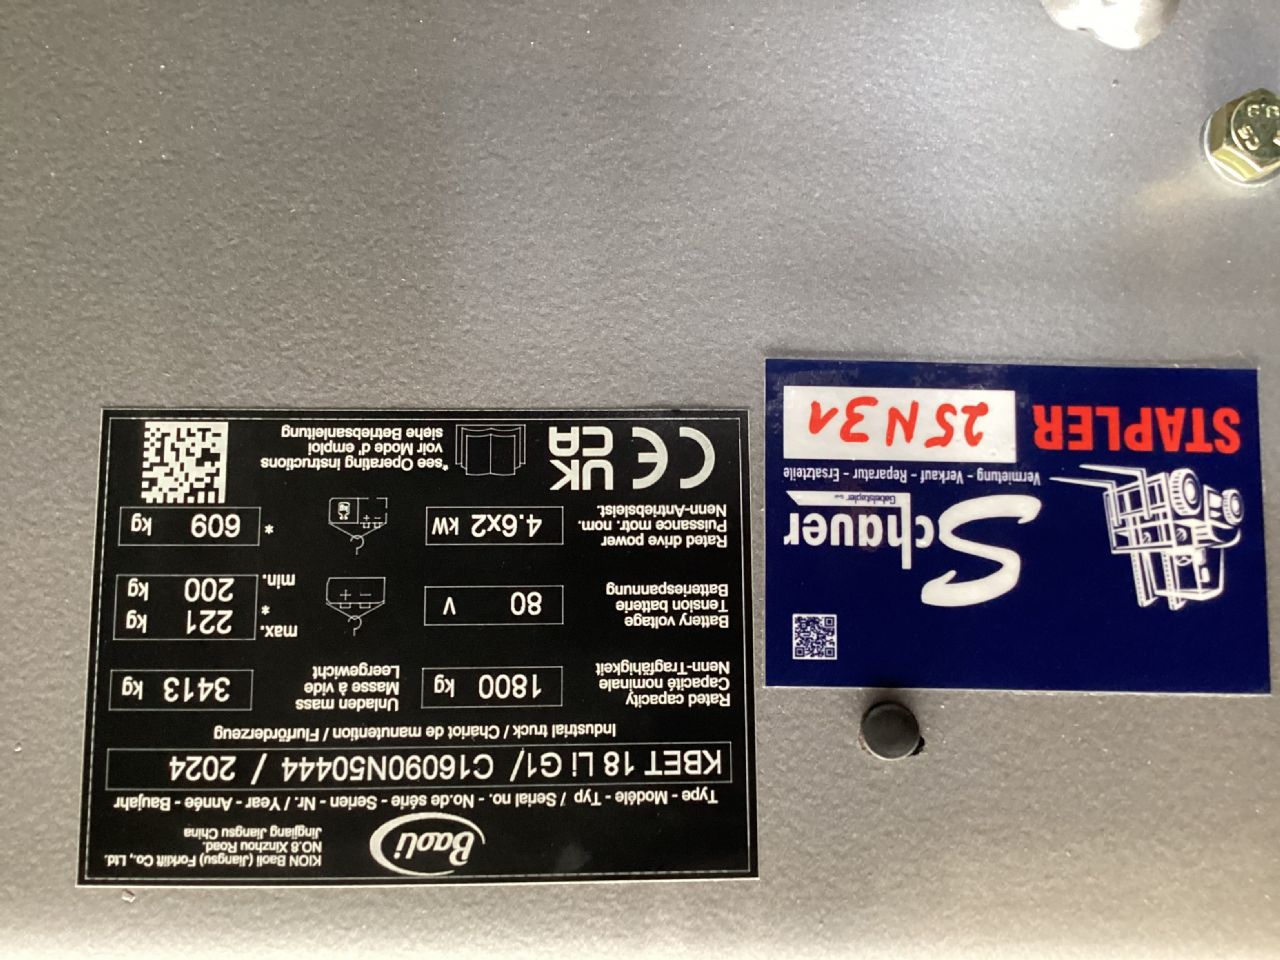 Baoli
KION Baoli (Jiangsu) Forklift Co., Ltd.
NO.8 Xinzhou Road.
Jingjiang Jiangsu China
Type - Modèle - Typ / Serial no. - No.de série - Serien - Nr. / Year - Année - Baujahr
KBET 18 Li G1/ C16090N50444 / 2024
Industrial truck / Chariot de manutention / Flurförderzeug
Rated capacity
Capacité nominale
Nenn-Tragfähigkeit
1800 kg
Unladen mass
Masse à vide
Leergewicht
3413 kg
Battery voltage
Tension batterie
Batteriespannung
80 V
max. * 221 kg
min. 200 kg
Rated drive power
Puissance motr. nom.
Nenn-Antriebsleist.
4.6x2 kW
* 609 kg
CE
UK
CA
*see Operating instructions
voir Mode d' emploi
siehe Betriebsanleitung
Schauer
Gabelstapler
Vermietung - Verkauf - Reparatur - Ersatzteile
STAPLER
25N31
8.8